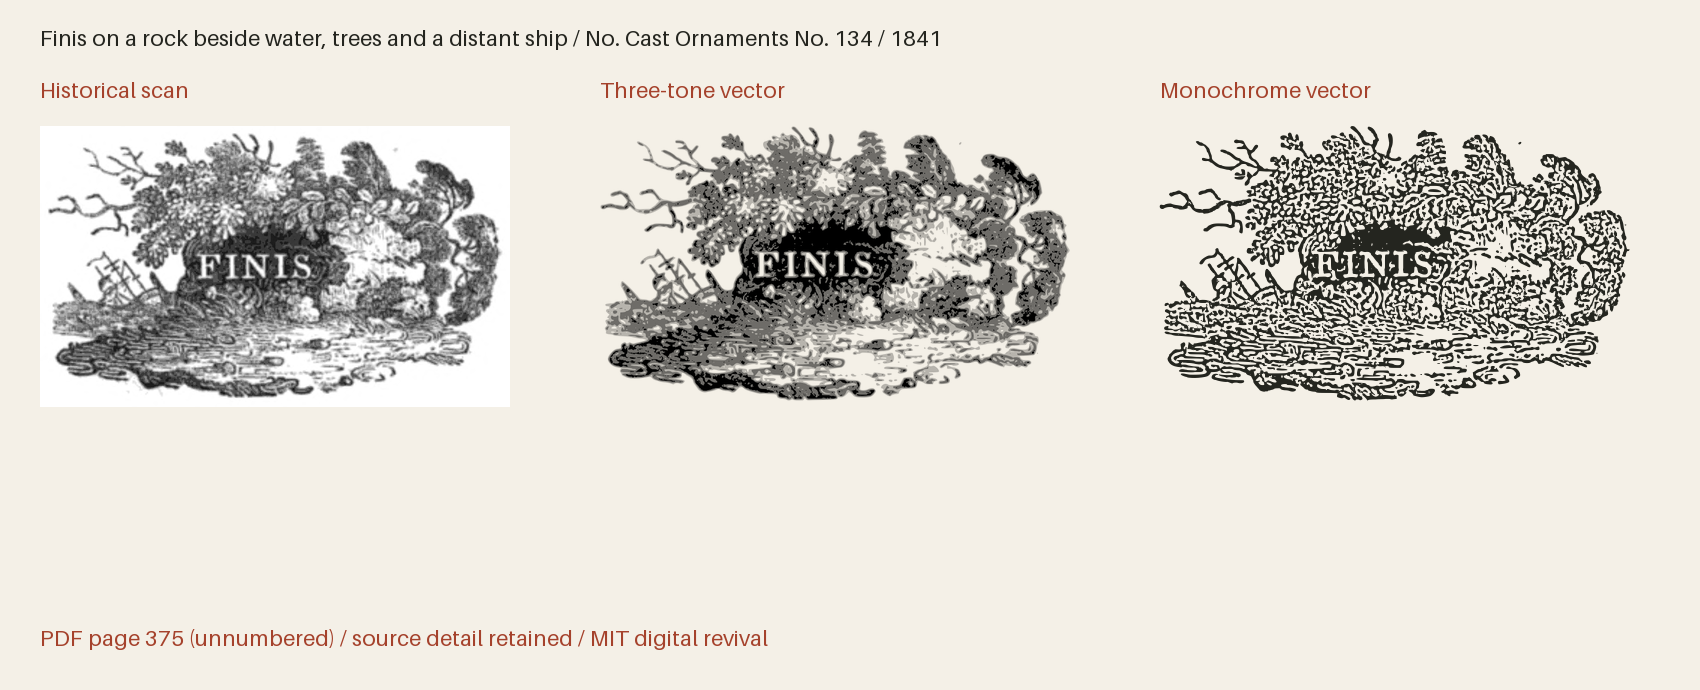 Finis on a rock beside water, trees and a distant ship / No. Cast Ornaments No. 134 / 1841
Historical scan
Three-tone vector
Monochrome vector
FINIS
FINIS
FINIS
PDF page 375 (unnumbered) / source detail retained / MIT digital revival